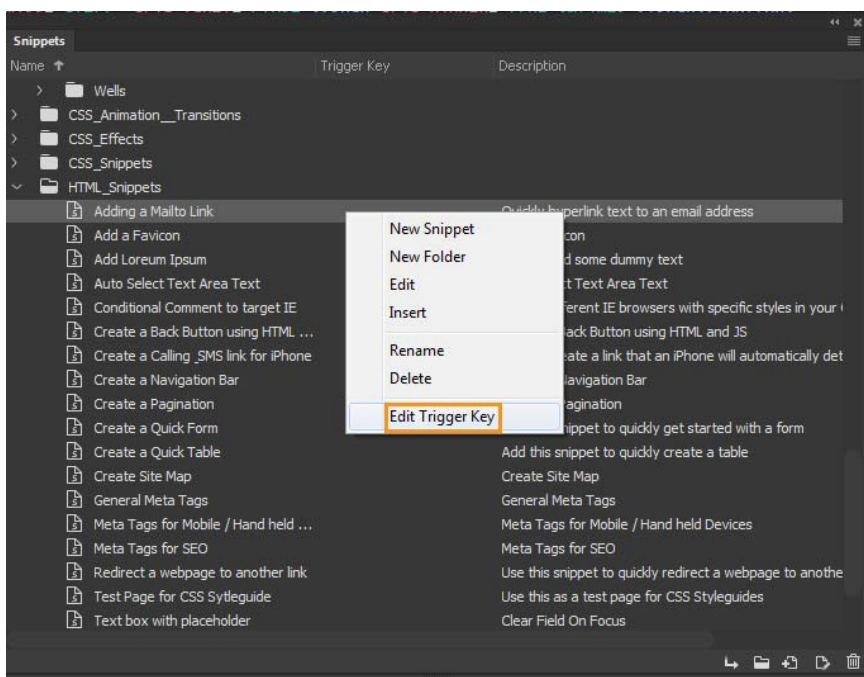 Snippets
Name Trigger Key Description
Wells
CSS_Animation__Transitions
CSS_Effects
CSS_Snippets
HTML_Snippets
Adding a Mailto Link Quickly hyperlink text to an email address
Add a Favicon con
Add Loreum Ipsum d some dummy text
Auto Select Text Area Text t Text Area Text
Conditional Comment to target IE ferent IE browsers with specific styles in your
Create a Back Button using HTML ... ack Button using HTML and JS
Create a Calling_SMS link for iPhone ate a link that an iPhone will automatically det
Create a Navigation Bar lavigation Bar
Create a Pagination agination
Create a Quick Form nippet to quickly get started with a form
Create a Quick Table Add this snippet to quickly create a table
Create Site Map Create Site Map
General Meta Tags General Meta Tags
Meta Tags for Mobile / Hand held ... Meta Tags for Mobile / Hand held Devices
Meta Tags for SEO Meta Tags for SEO
Redirect a webpage to another link Use this snippet to quickly redirect a webpage to anothe
Test Page for CSS Sytleguide Use this as a test page for CSS Styleguides
Text box with placeholder Clear Field On Focus
New Snippet
New Folder
Edit
Insert
Rename
Delete
Edit Trigger Key